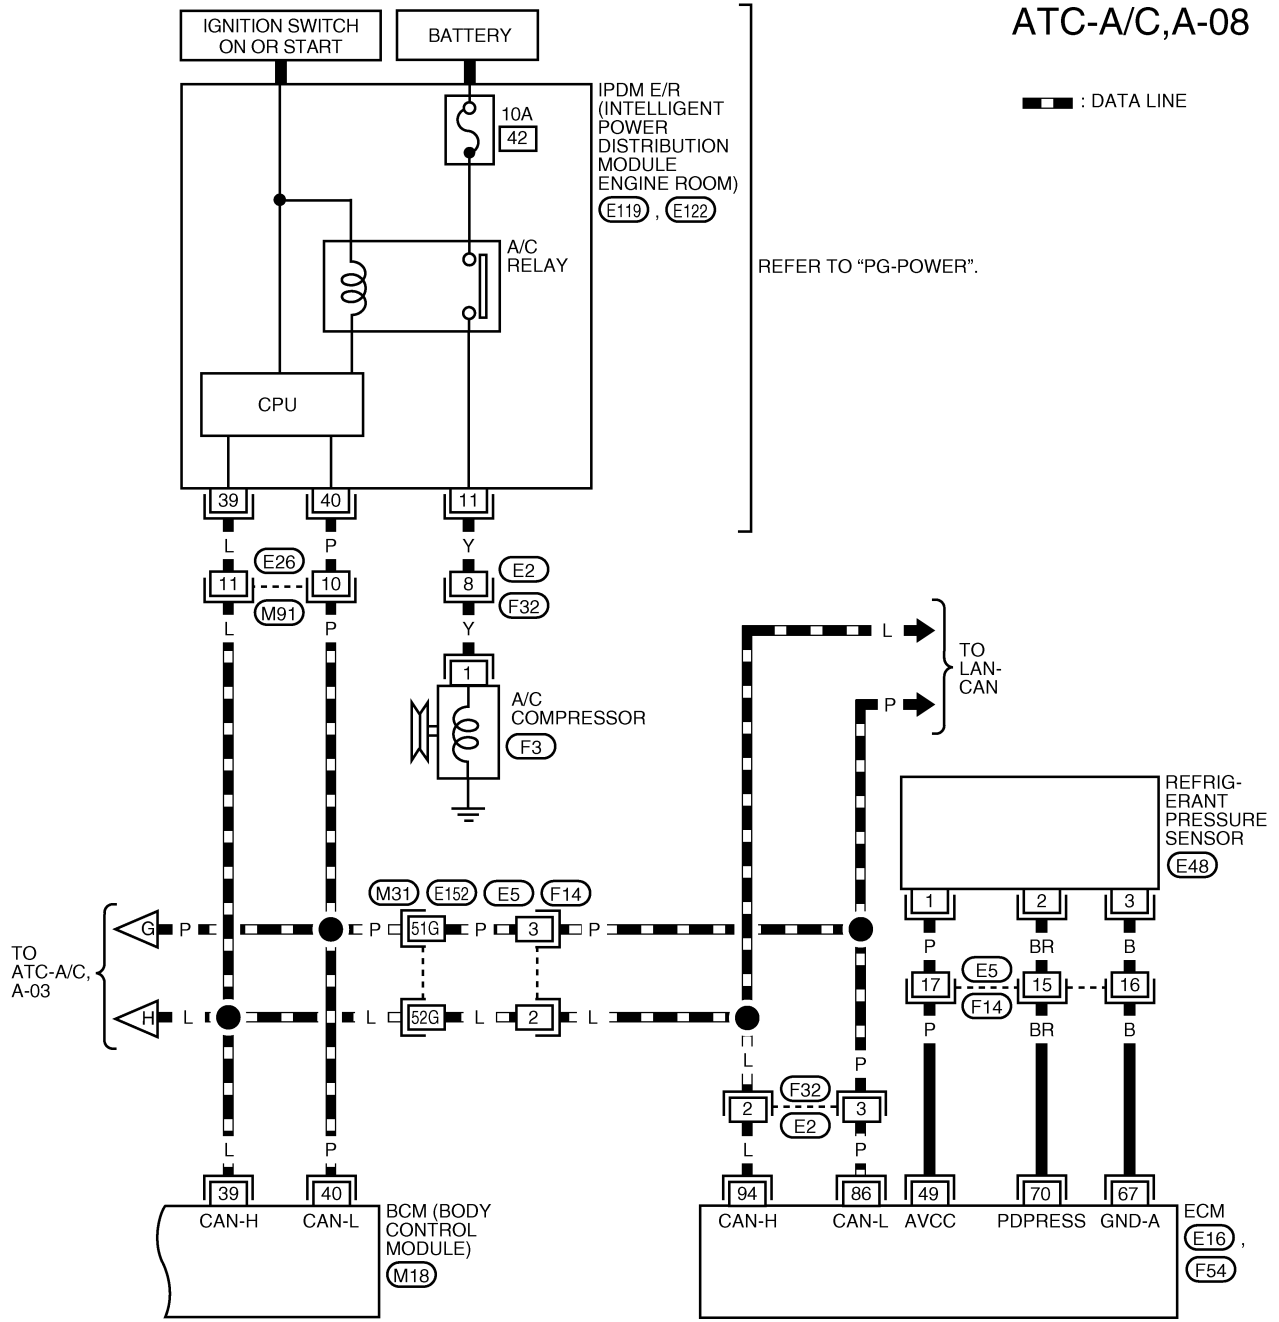 ATC-A/C,A-08
IGNITION SWITCH
ON OR START
BATTERY
: DATA LINE
10A
42
IPDM E/R
(INTELLIGENT
POWER
DISTRIBUTION
MODULE
ENGINE ROOM)
E119 , E122
A/C
RELAY
REFER TO “PG-POWER”.
CPU
39 40 11
L P Y
E26
E2
11 10 8
M91
F32
L P Y
1
A/C
COMPRESSOR
F3
L
P
TO
LAN-
CAN
REFRIG-
ERANT
PRESSURE
SENSOR
E48
M31 E152 E5 F14
1 2 3
G P P 51G P 3 P
P BR B
TO
ATC-A/C,
A-03
E5
17 15 16
F14
H L L 52G L 2 L
P BR B
L P
F32
2 3
E2
L P L P
39 40 94 86 49 70 67
CAN-H CAN-L
BCM (BODY
CONTROL
MODULE)
M18
CAN-H CAN-L AVCC PDPRESS GND-A
ECM
E16 ,
F54